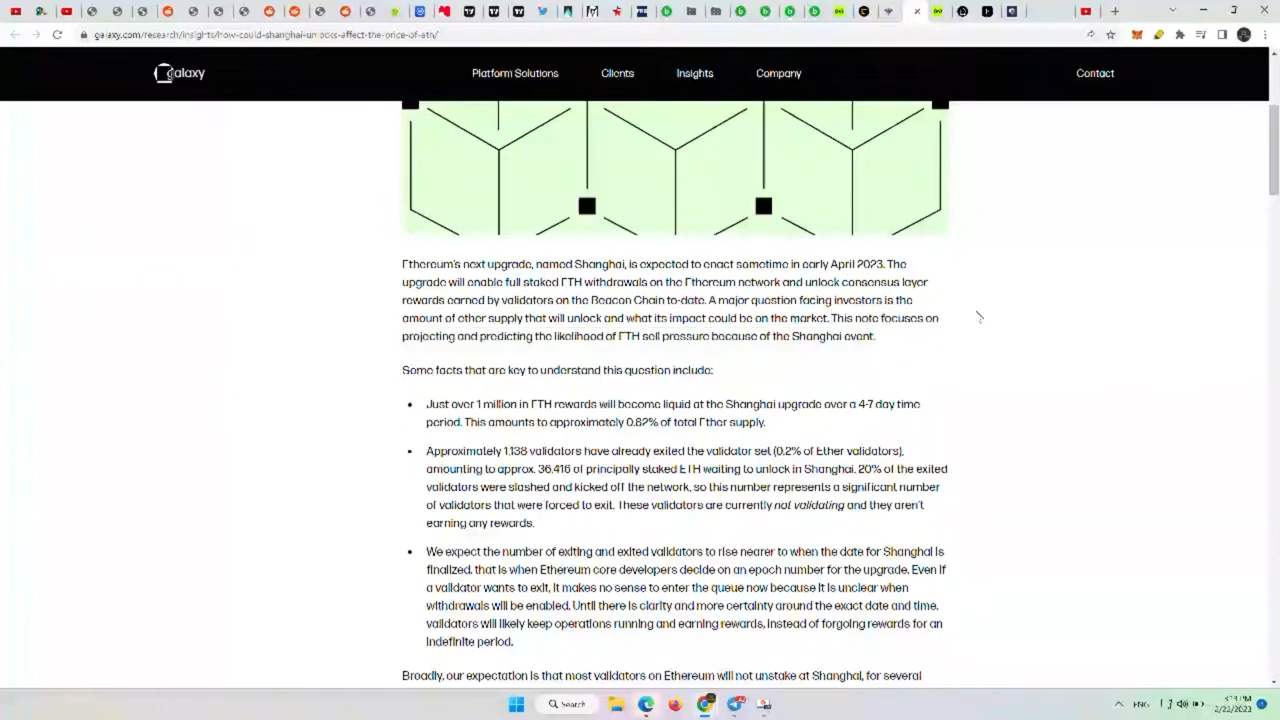 galaxy.com/research/insights/how-could-shanghai-unlocks-affect-the-price-of-eth/
galaxy
Platform Solutions
Clients
Insights
Company
Contact
Ethereum's next upgrade, named Shanghai, is expected to enact sometime in early April 2023. The
upgrade will enable full staked ETH withdrawals on the Ethereum network and unlock consensus layer
rewards earned by validators on the Beacon Chain to-date. A major question facing investors is the
amount of ether supply that will unlock and what its impact could be on the market. This note focuses on
projecting and predicting the likelihood of ETH sell pressure because of the Shanghai event.
Some facts that are key to understand this question include:
• Just over 1 million in ETH rewards will become liquid at the Shanghai upgrade over a 4-7 day time
period. This amounts to approximately 0.82% of total Ether supply.
• Approximately 1,138 validators have already exited the validator set (0.2% of Ether validators),
amounting to approx. 36,416 of principally staked ETH waiting to unlock in Shanghai. 20% of the exited
validators were slashed and kicked off the network, so this number represents a significant number
of validators that were forced to exit. These validators are currently not validating and they aren't
earning any rewards.
• We expect the number of exiting and exited validators to rise nearer to when the date for Shanghai is
finalized, that is when Ethereum core developers decide on an epoch number for the upgrade. Even if
a validator wants to exit, it makes no sense to enter the queue now because it is unclear when
withdrawals will be enabled. Until there is clarity and more certainty around the exact date and time,
validators will likely keep operations running and earning rewards, instead of forgoing rewards for an
indefinite period.
Broadly, our expectation is that most validators on Ethereum will not unstake at Shanghai, for several
Search
ENG
2/22/2023